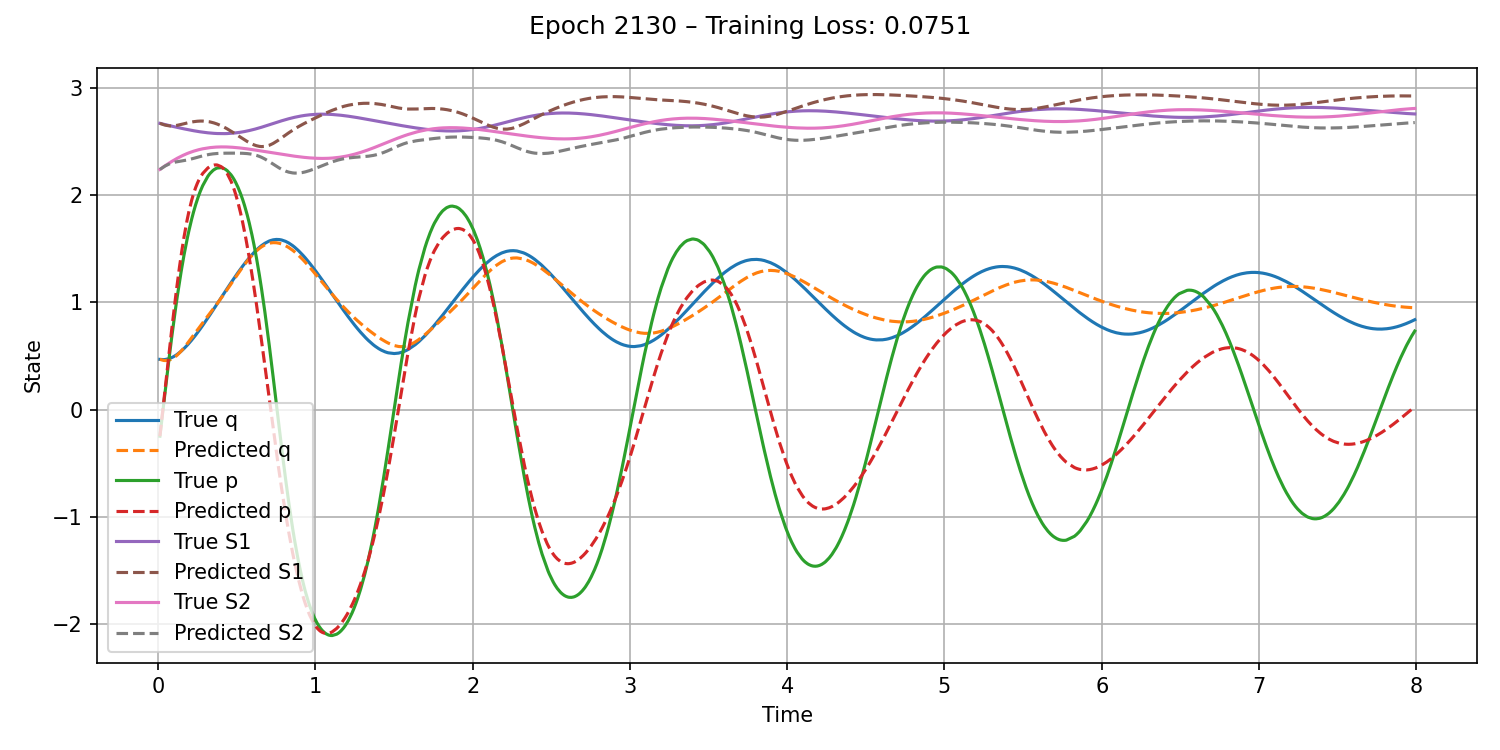 Epoch 2130 – Training Loss: 0.0751
3
2
1
0
−1
−2
State
True q
Predicted q
True p
Predicted p
True S1
Predicted S1
True S2
Predicted S2
0 1 2 3 4 5 6 7 8
Time